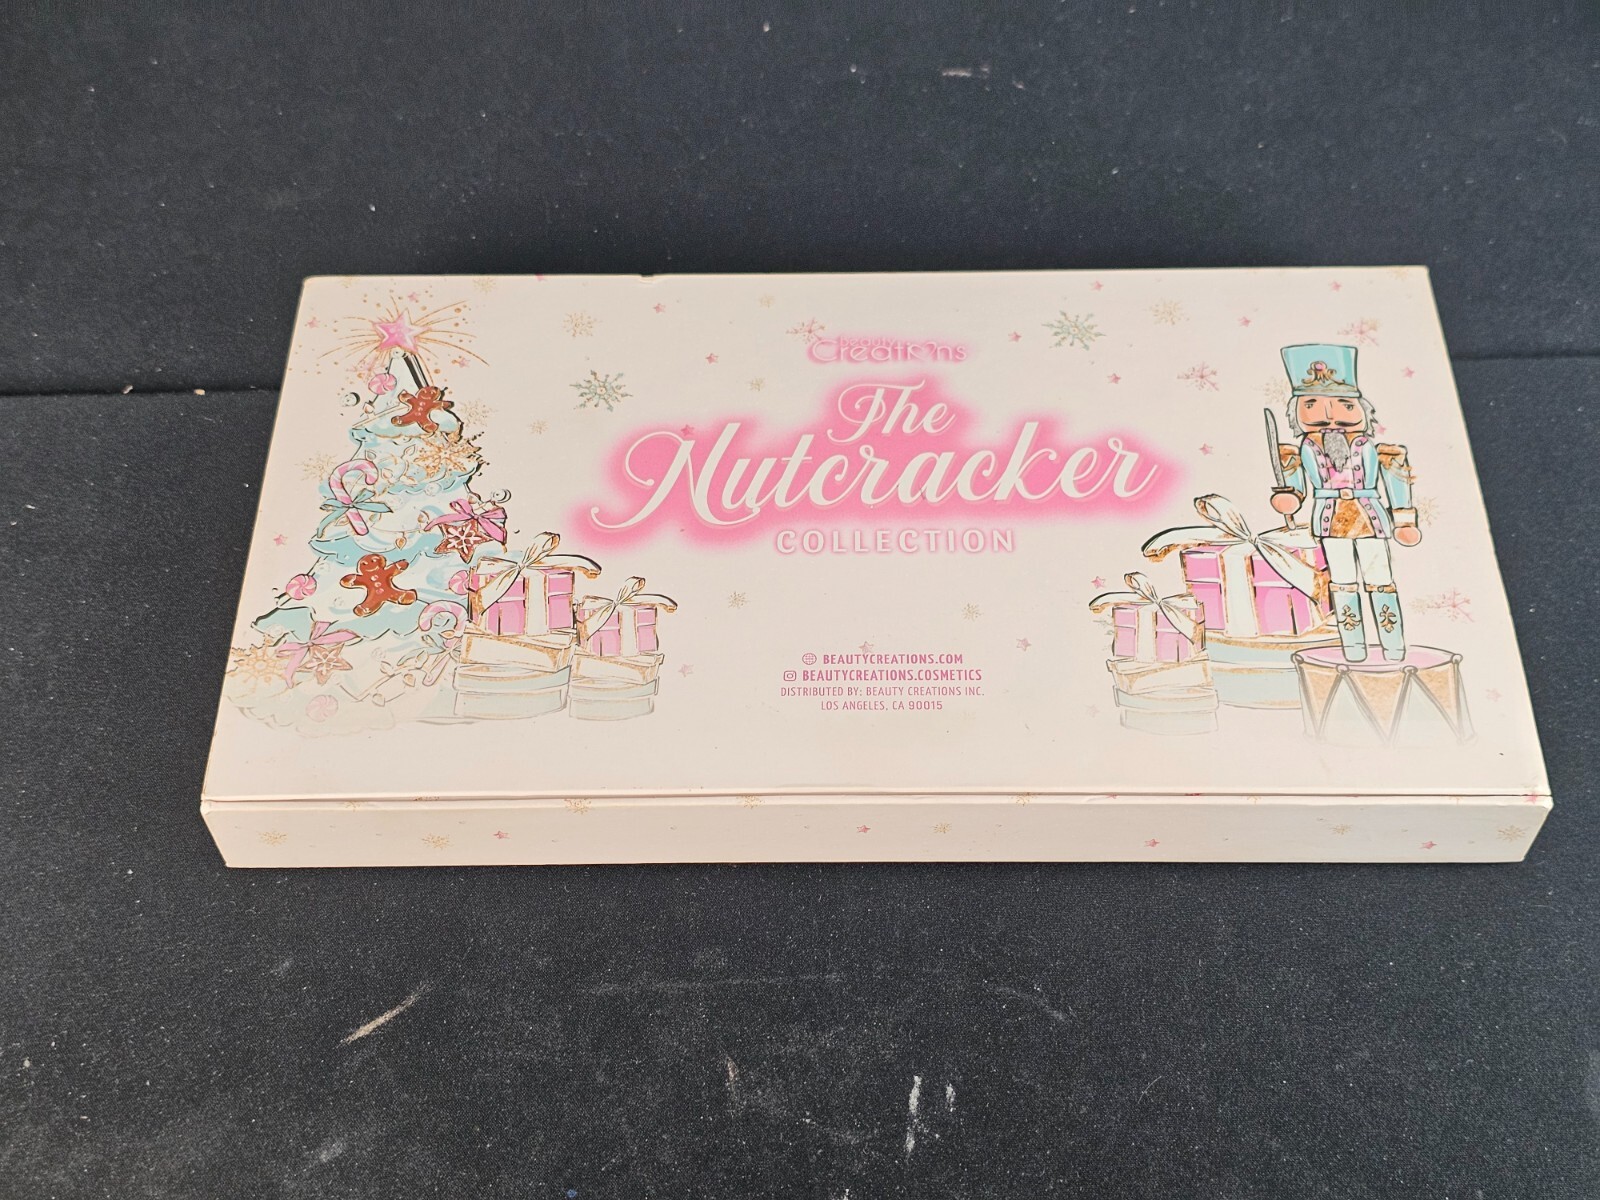 beauty
Creations
The
Nutcracker
COLLECTION
BEAUTYCREATIONS.COM
BEAUTYCREATIONS.COSMETICS
DISTRIBUTED BY: BEAUTY CREATIONS INC.
LOS ANGELES, CA 90015